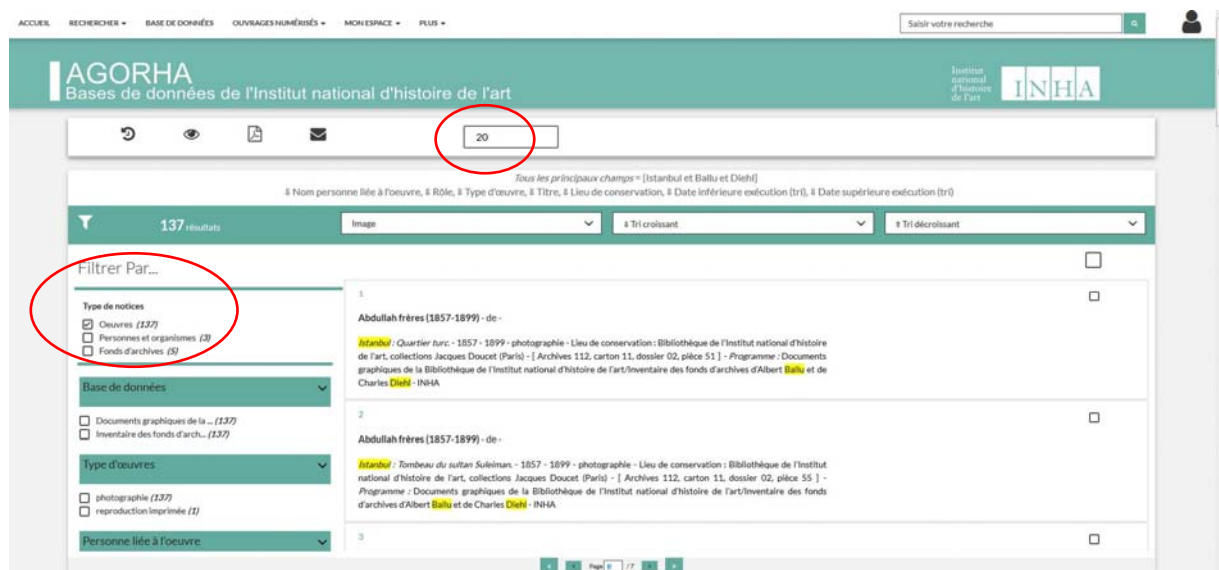 ACCUEIL RECHERCHER BASE DE DONNÉES OUVRAGES NUMÉRISÉS MON ESPACE PLUS Saisir votre recherche
AGORHA
Bases de données de l'Institut national d'histoire de l'art
Institut
national
d'histoire
de l'art
INHA
20
Tous les principaux champs = [Istanbul et Ballu et Diehl]
⇕ Nom personne liée à l'oeuvre, ⇕ Rôle, ⇕ Type d'œuvre, ⇕ Titre, ⇕ Lieu de conservation, ⇕ Date inférieure exécution (tri), ⇕ Date supérieure exécution (tri)
137 résultats Image ⇩ Tri croissant ⇧ Tri décroissant
Filtrer Par...
Type de notices
Oeuvres (137)
Personnes et organismes (3)
Fonds d'archives (5)
Base de données
Documents graphiques de la ... (137)
Inventaire des fonds d'arch... (137)
Type d'œuvres
photographie (137)
reproduction imprimée (1)
Personne liée à l'oeuvre
1
Abdullah frères (1857-1899) - de -
Istanbul : Quartier turc. - 1857 - 1899 - photographie - Lieu de conservation : Bibliothèque de l'Institut national d'histoire
de l'art, collections Jacques Doucet (Paris) - [ Archives 112, carton 11, dossier 02, pièce 51 ] - Programme : Documents
graphiques de la Bibliothèque de l'Institut national d'histoire de l'art/Inventaire des fonds d'archives d'Albert Ballu et de
Charles Diehl - INHA
2
Abdullah frères (1857-1899) - de -
Istanbul : Tombeau du sultan Suleiman. - 1857 - 1899 - photographie - Lieu de conservation : Bibliothèque de l'Institut
national d'histoire de l'art, collections Jacques Doucet (Paris) - [ Archives 112, carton 11, dossier 02, pièce 55 ] -
Programme : Documents graphiques de la Bibliothèque de l'Institut national d'histoire de l'art/Inventaire des fonds
d'archives d'Albert Ballu et de Charles Diehl - INHA
3
Page / 7